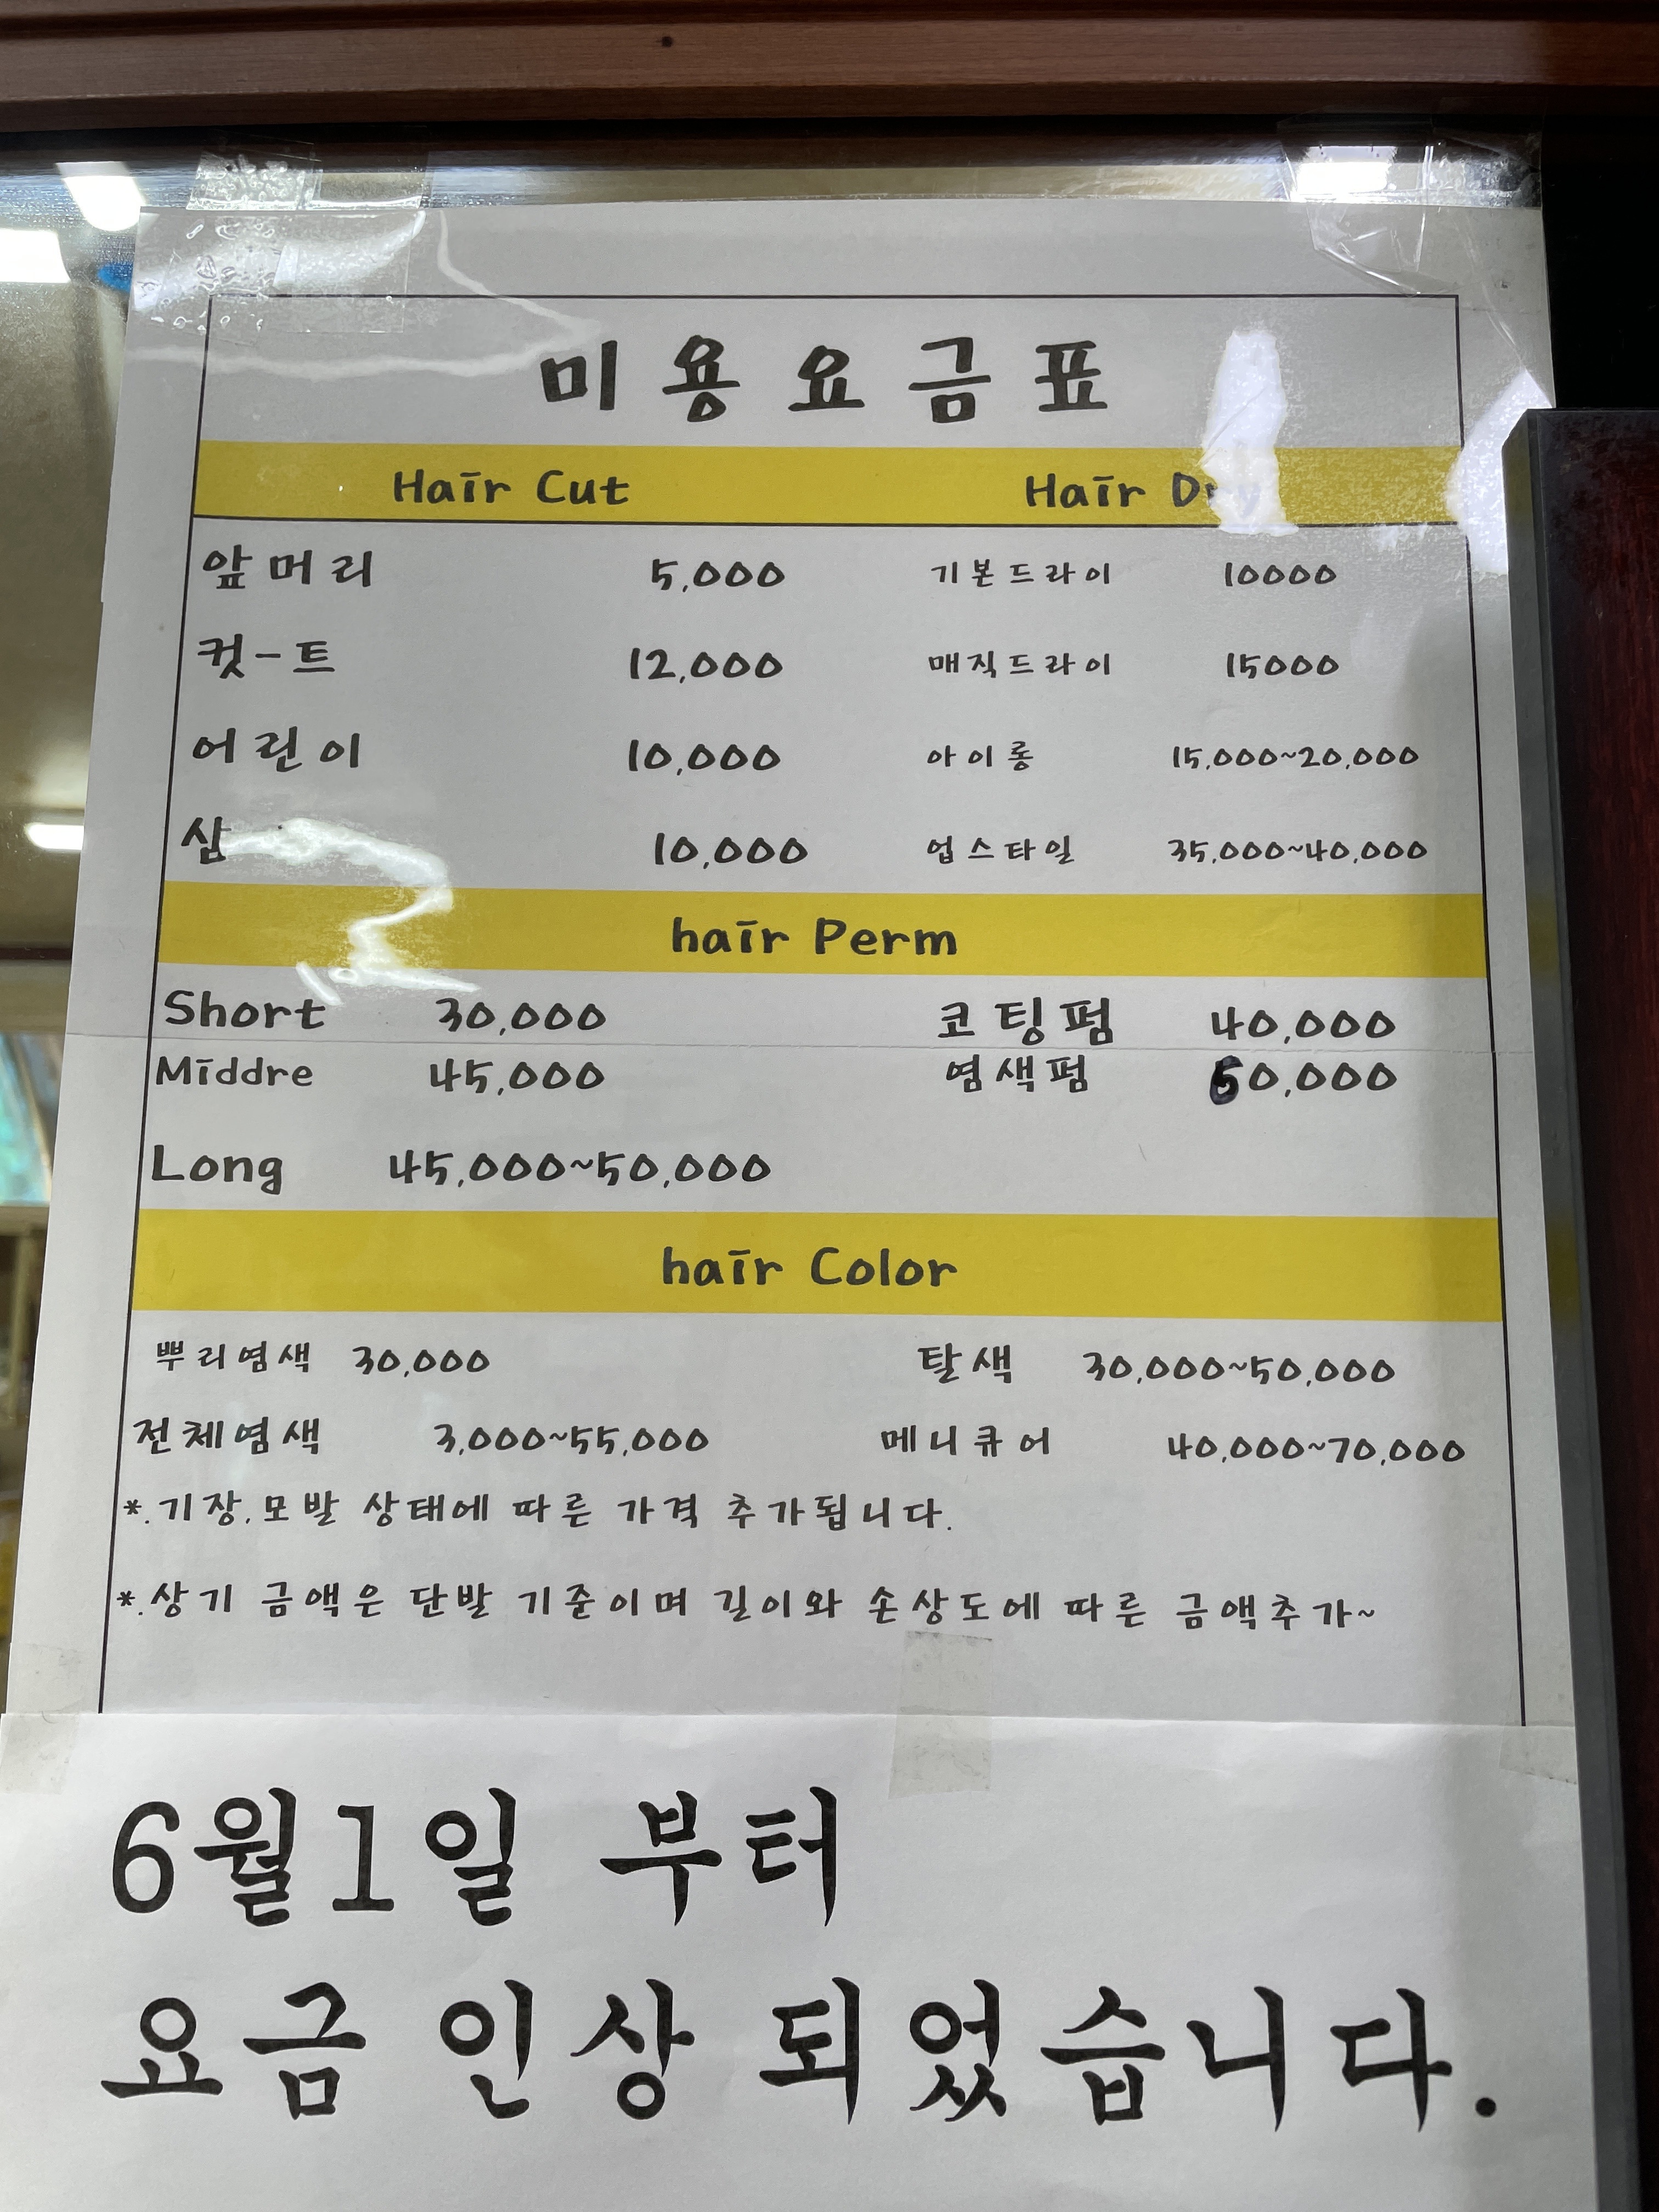 미용요금표
Hair Cut Hair Dry
앞머리 5,000 기본드라이 10000
컷-트 12,000 매직드라이 15000
어린이 10,000 아이롱 15,000~20,000
샴 10,000 업스타일 35,000~40,000
hair Perm
Short 30,000 코팅펌 40,000
Middre 45,000 염색펌 60,000
Long 45,000~50,000
hair Color
뿌리염색 30,000 탈색 30,000~50,000
전체염색 3,000~55,000 메니큐어 40,000~70,000
*.기장.모발 상태에 따른 가격 추가됩니다.
*.상기 금액은 단발 기준이며 길이와 손상도에 따른 금액추가~
6월1일 부터
요금 인상 되었습니다.